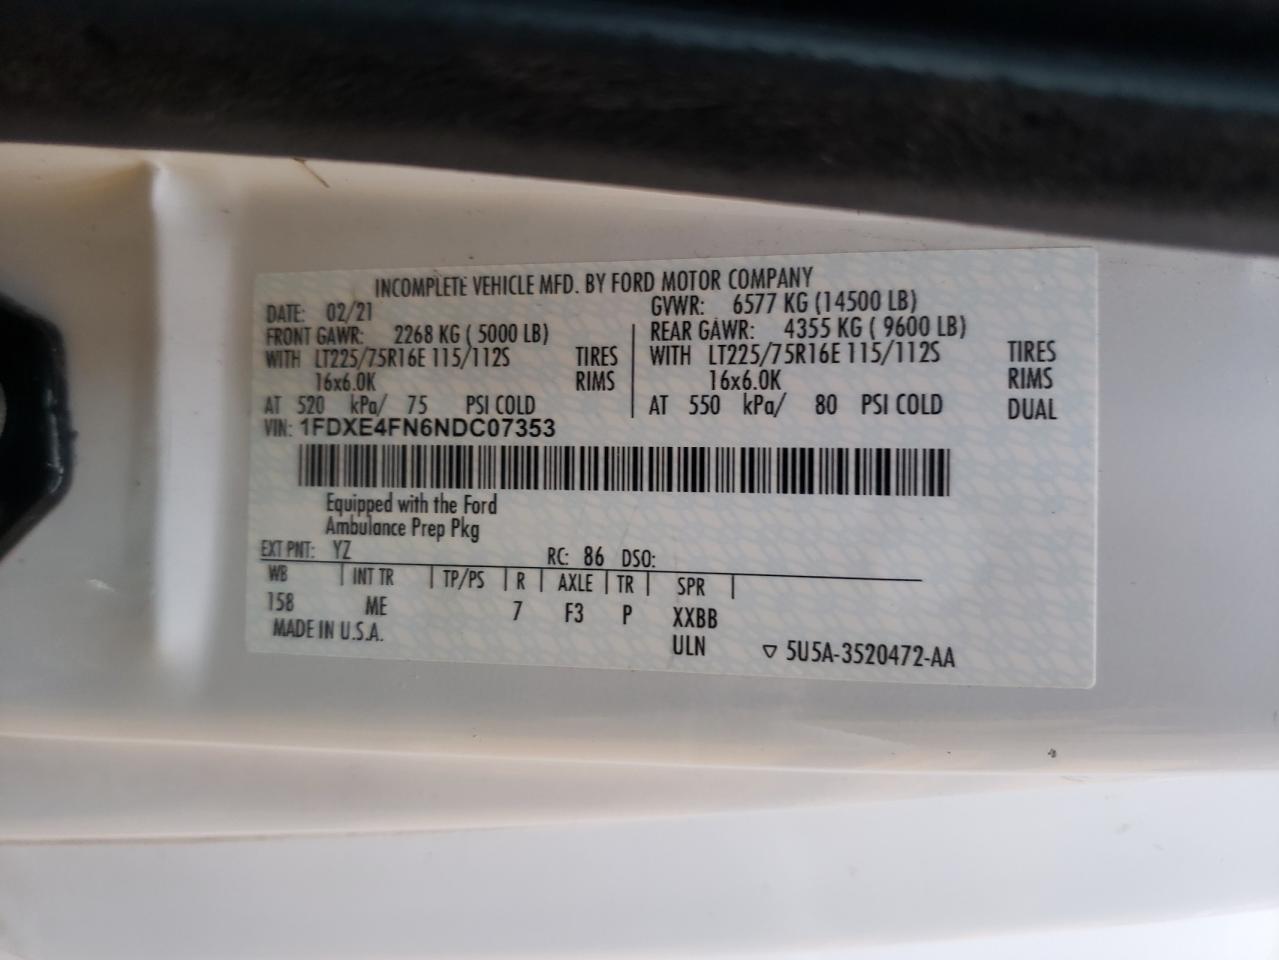 INCOMPLETE VEHICLE MFD. BY FORD MOTOR COMPANY
DATE: 02/21 GVWR: 6577 KG (14500 LB)
FRONT GAWR: 2268 KG ( 5000 LB) REAR GAWR: 4355 KG ( 9600 LB)
WITH LT225/75R16E 115/112S TIRES WITH LT225/75R16E 115/112S TIRES
16x6.0K RIMS 16x6.0K RIMS
AT 520 kPa/ 75 PSI COLD AT 550 kPa/ 80 PSI COLD DUAL
VIN: 1FDXE4FN6NDC07353
Equipped with the Ford
Ambulance Prep Pkg
EXT PNT: YZ RC: 86 DSO:
WB INT TR TP/PS R AXLE TR SPR
158 ME 7 F3 P XXBB
MADE IN U.S.A. ULN ▽ 5U5A-3520472-AA